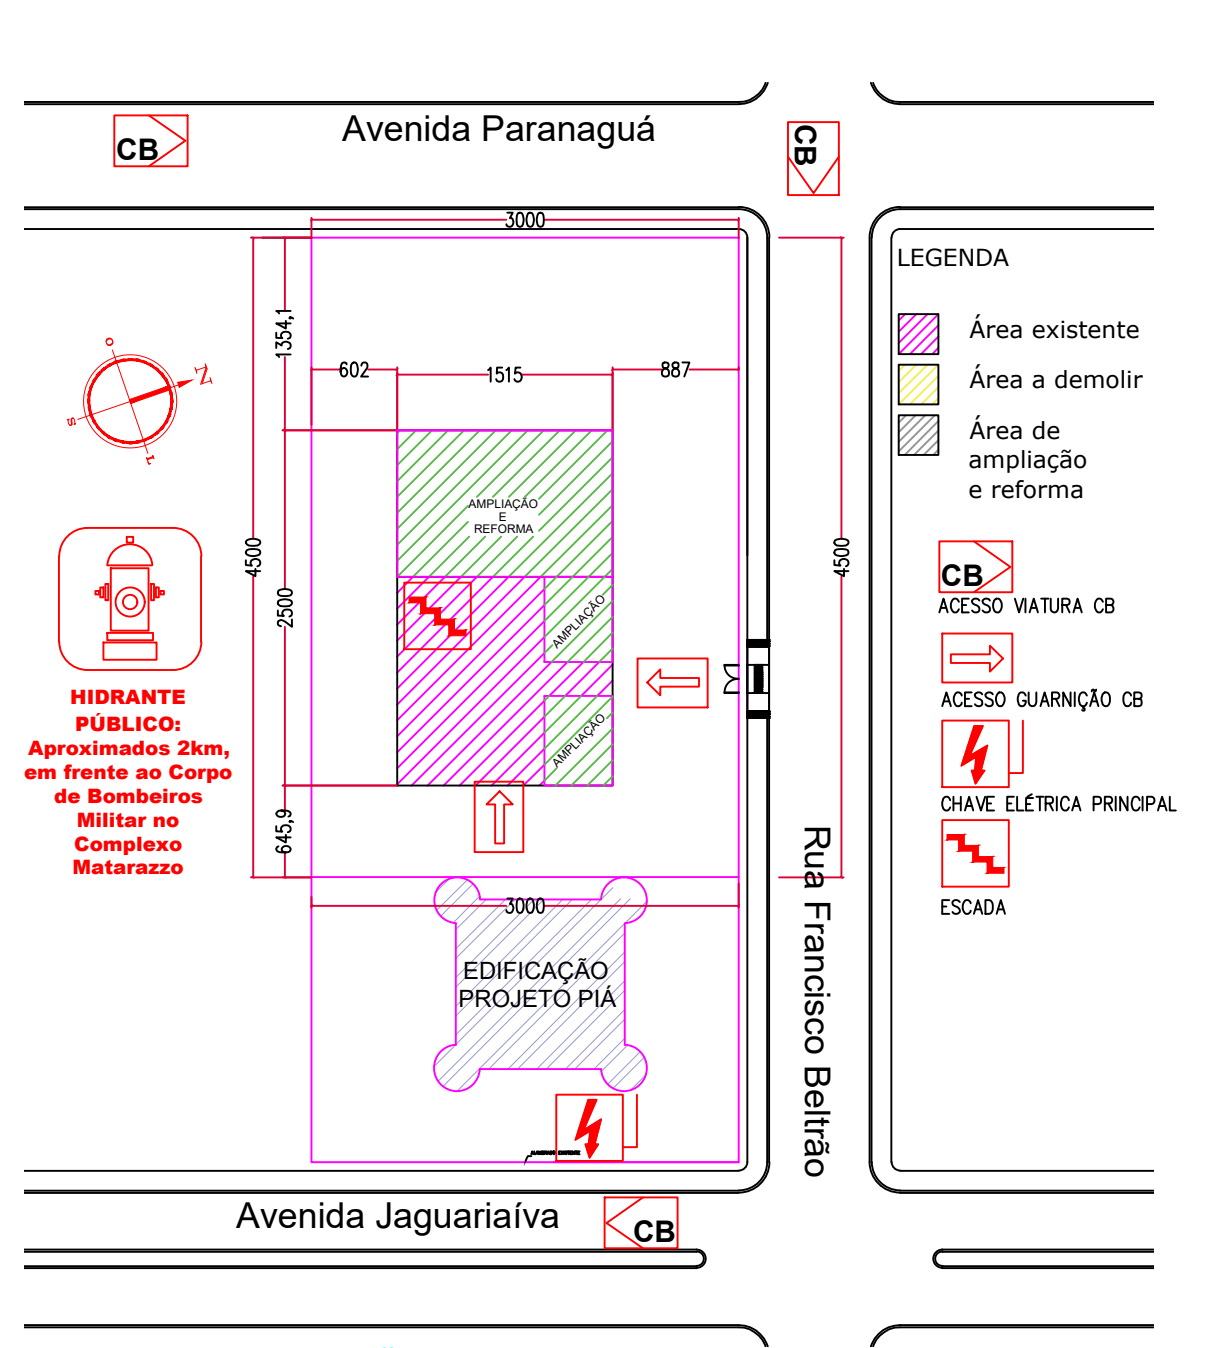 Avenida Paranaguá
CB
CB
3000
LEGENDA
1354,1
602
1515
887
Área existente
Área a demolir
Área de
ampliação
e reforma
O
N
S
L
AMPLIAÇÃO
E
REFORMA
4500
2500
4500
AMPLIAÇÃO
AMPLIAÇÃO
645,9
CB
ACESSO VIATURA CB
ACESSO GUARNIÇÃO CB
CHAVE ELÉTRICA PRINCIPAL
ESCADA
HIDRANTE
PÚBLICO:
Aproximados 2km,
em frente ao Corpo
de Bombeiros
Militar no
Complexo
Matarazzo
3000
EDIFICAÇÃO
PROJETO PIÁ
Rua Francisco Beltrão
Avenida Jaguariaíva
CB